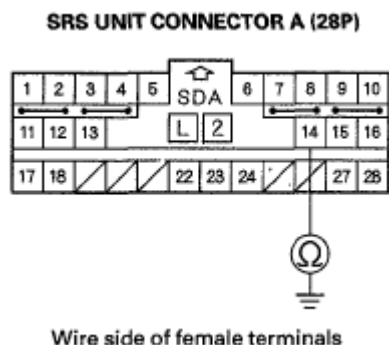 SRS UNIT CONNECTOR A (28P)
1 2 3 4 5 6 7 8 9 10
SDA
11 12 13 L 2 14 15 16
17 18 22 23 24 27 28
Ω
Wire side of female terminals